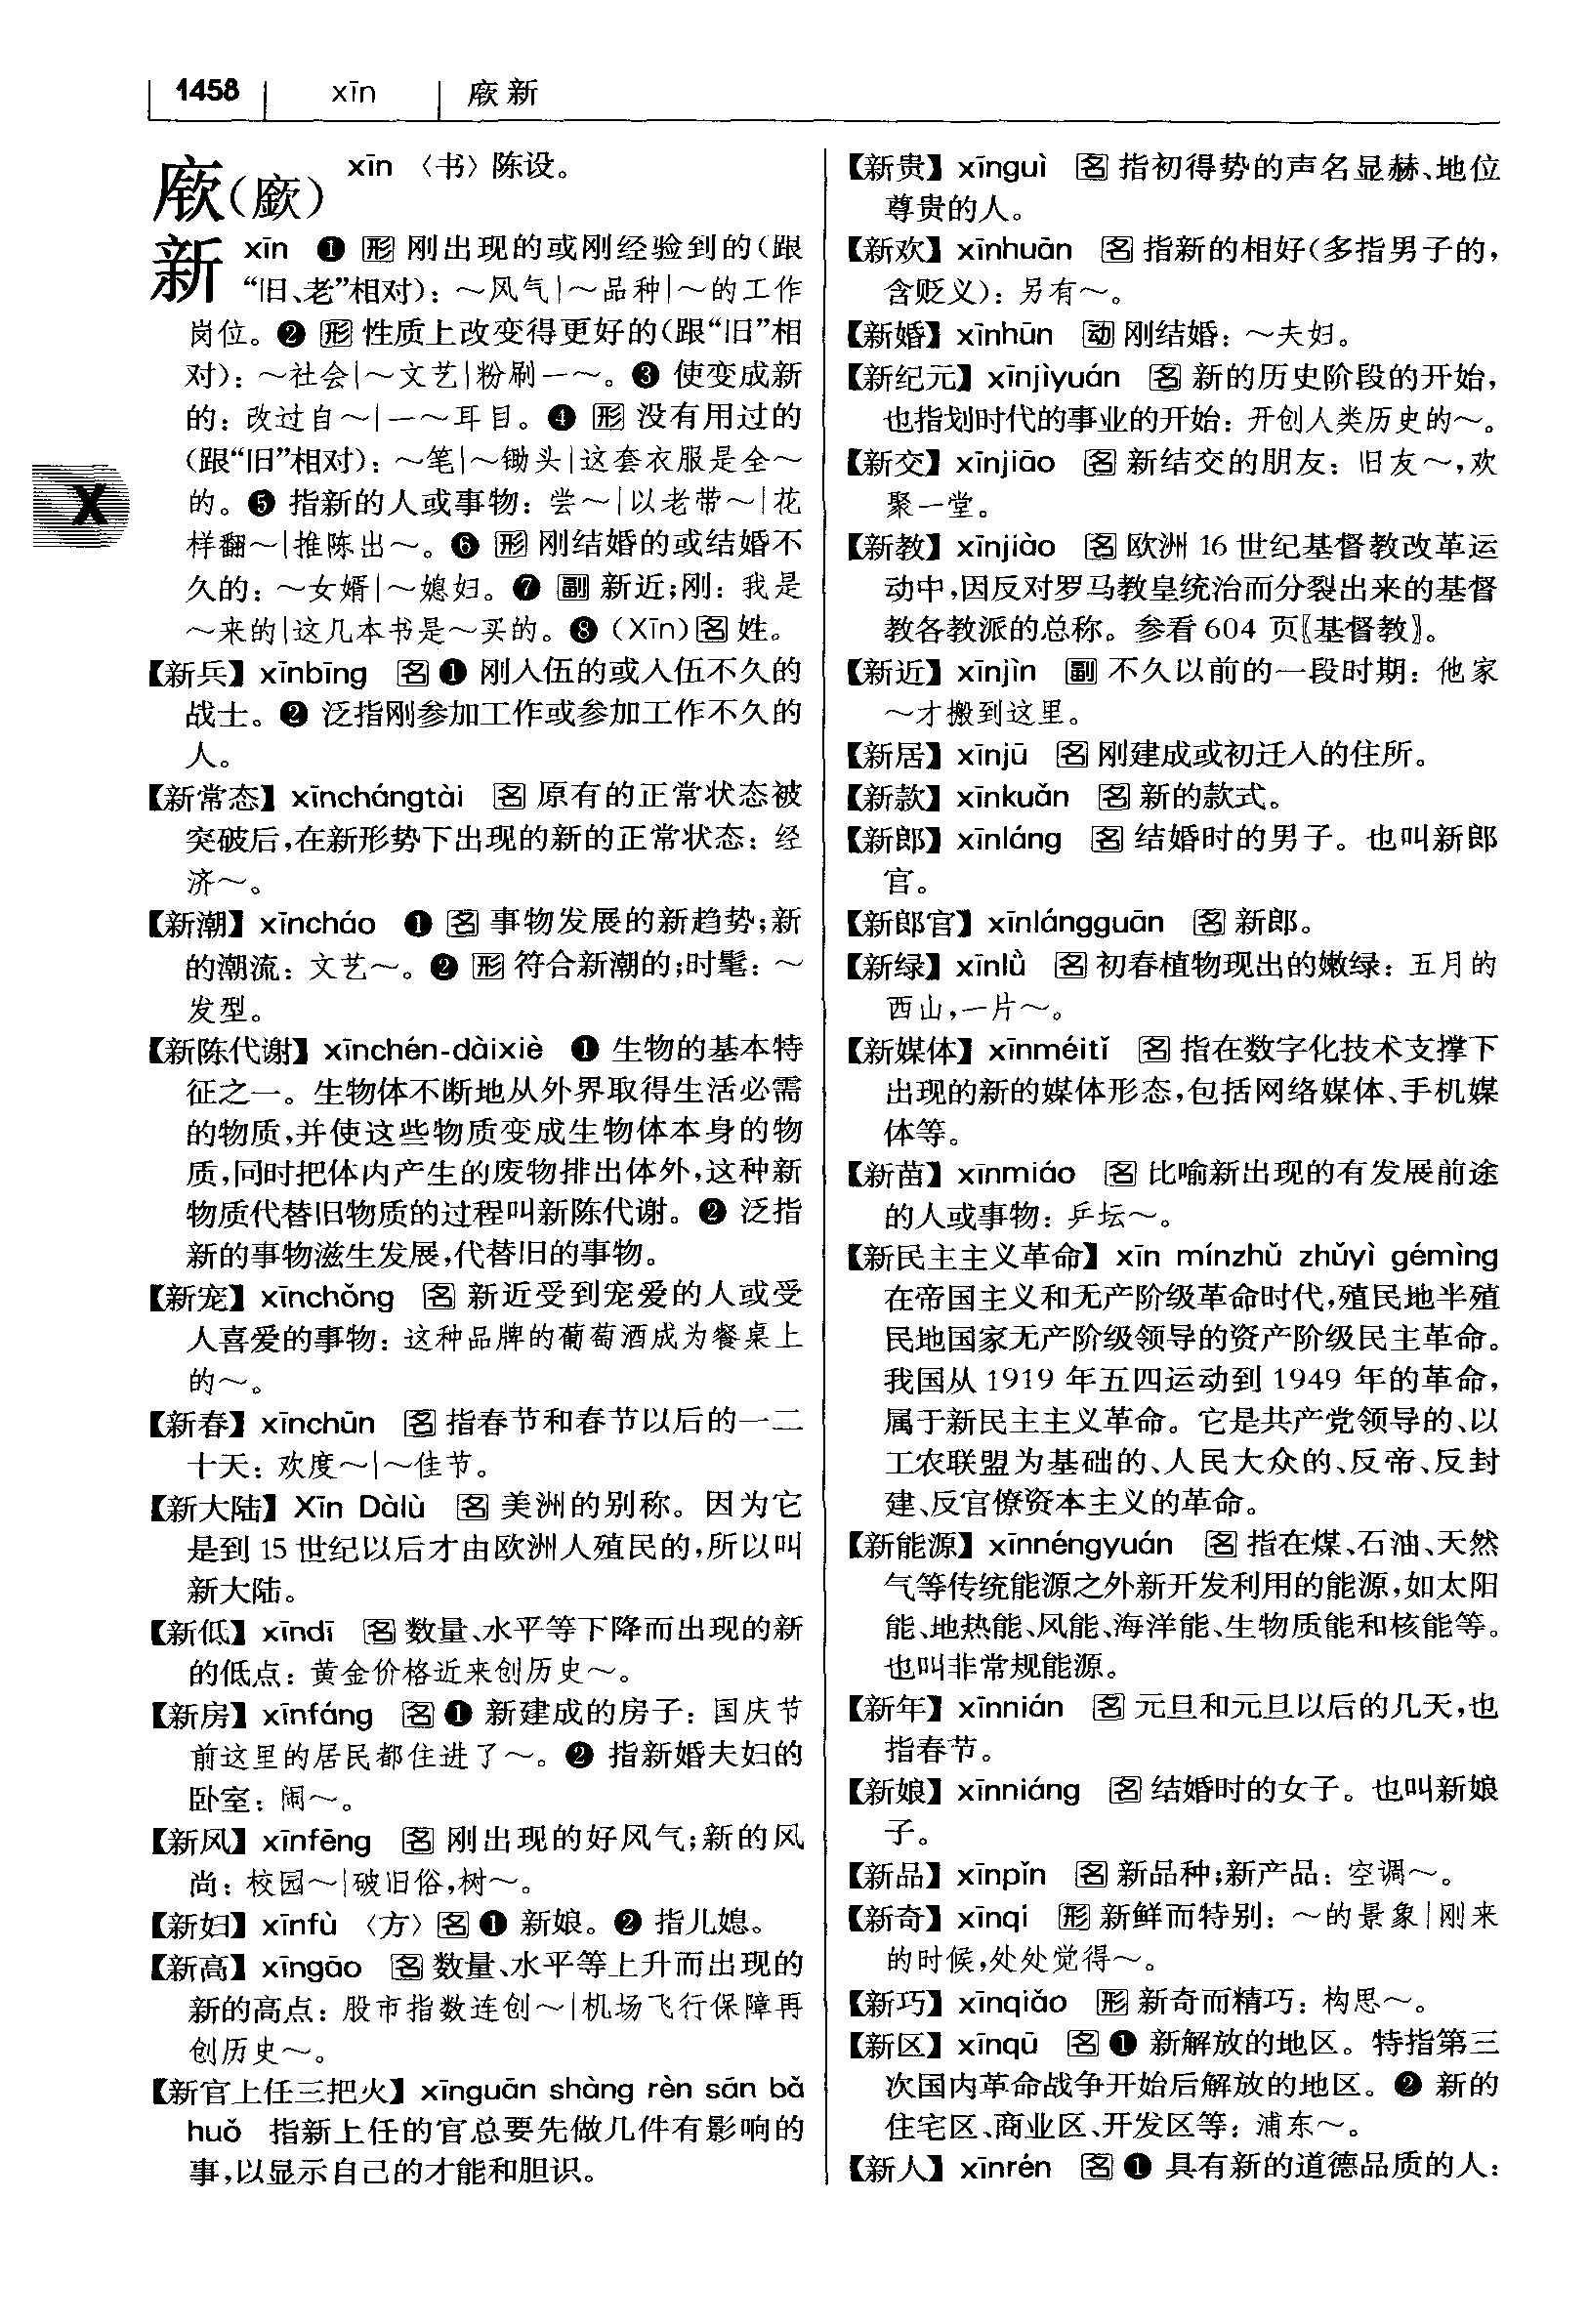 1458 xīn 廞新
𫷷(廞) xīn 〈书〉陈设。
新 xīn ❶ 形 刚出现的或刚经验到的(跟
“旧、老”相对)：～风气|～品种|～的工作
岗位。❷ 形 性质上改变得更好的(跟“旧”相
对)：～社会|～文艺|粉刷一～。❸ 使变成新
的：改过自～|一～耳目。❹ 形 没有用过的
(跟“旧”相对)：～笔|～锄头|这套衣服是全～
的。❺ 指新的人或事物：尝～|以老带～|花
样翻～|推陈出～。❻ 形 刚结婚的或结婚不
久的：～女婿|～媳妇。❼ 副 新近;刚：我是
～来的|这几本书是～买的。❽ (Xīn)名 姓。
【新兵】xīnbīng 名 ❶ 刚入伍的或入伍不久的
战士。❷ 泛指刚参加工作或参加工作不久的
人。
【新常态】xīnchángtài 名 原有的正常状态被
突破后,在新形势下出现的新的正常状态：经
济～。
【新潮】xīncháo ❶ 名 事物发展的新趋势;新
的潮流：文艺～。❷ 形 符合新潮的;时髦：～
发型。
【新陈代谢】xīnchén-dàixiè ❶ 生物的基本特
征之一。生物体不断地从外界取得生活必需
的物质,并使这些物质变成生物体本身的物
质,同时把体内产生的废物排出体外,这种新
物质代替旧物质的过程叫新陈代谢。❷ 泛指
新的事物滋生发展,代替旧的事物。
【新宠】xīnchǒng 名 新近受到宠爱的人或受
人喜爱的事物：这种品牌的葡萄酒成为餐桌上
的～。
【新春】xīnchūn 名 指春节和春节以后的一二
十天：欢度～|～佳节。
【新大陆】Xīn Dàlù 名 美洲的别称。因为它
是到 15 世纪以后才由欧洲人殖民的,所以叫
新大陆。
【新低】xīndī 名 数量、水平等下降而出现的新
的低点：黄金价格近来创历史～。
【新房】xīnfáng 名 ❶ 新建成的房子：国庆节
前这里的居民都住进了～。❷ 指新婚夫妇的
卧室：闹～。
【新风】xīnfēng 名 刚出现的好风气;新的风
尚：校园～|破旧俗,树～。
【新妇】xīnfù 〈方〉名 ❶ 新娘。❷ 指儿媳。
【新高】xīngāo 名 数量、水平等上升而出现的
新的高点：股市指数连创～|机场飞行保障再
创历史～。
【新官上任三把火】xīnguān shàng rèn sān bǎ
huǒ 指新上任的官总要先做几件有影响的
事,以显示自己的才能和胆识。
【新贵】xīnguì 名 指初得势的声名显赫、地位
尊贵的人。
【新欢】xīnhuān 名 指新的相好(多指男子的,
含贬义)：另有～。
【新婚】xīnhūn 动 刚结婚：～夫妇。
【新纪元】xīnjìyuán 名 新的历史阶段的开始,
也指划时代的事业的开始：开创人类历史的～。
【新交】xīnjiāo 名 新结交的朋友：旧友～,欢
聚一堂。
【新教】xīnjiào 名 欧洲 16 世纪基督教改革运
动中,因反对罗马教皇统治而分裂出来的基督
教各教派的总称。参看 604 页〖基督教〗。
【新近】xīnjìn 副 不久以前的一段时期：他家
～才搬到这里。
【新居】xīnjū 名 刚建成或初迁入的住所。
【新款】xīnkuǎn 名 新的款式。
【新郎】xīnláng 名 结婚时的男子。也叫新郎
官。
【新郎官】xīnlángguān 名 新郎。
【新绿】xīnlǜ 名 初春植物现出的嫩绿：五月的
西山,一片～。
【新媒体】xīnméitǐ 名 指在数字化技术支撑下
出现的新的媒体形态,包括网络媒体、手机媒
体等。
【新苗】xīnmiáo 名 比喻新出现的有发展前途
的人或事物：乒坛～。
【新民主主义革命】xīn mínzhǔ zhǔyì gémìng
在帝国主义和无产阶级革命时代,殖民地半殖
民地国家无产阶级领导的资产阶级民主革命。
我国从 1919 年五四运动到 1949 年的革命,
属于新民主主义革命。它是共产党领导的、以
工农联盟为基础的、人民大众的、反帝、反封
建、反官僚资本主义的革命。
【新能源】xīnnéngyuán 名 指在煤、石油、天然
气等传统能源之外新开发利用的能源,如太阳
能、地热能、风能、海洋能、生物质能和核能等。
也叫非常规能源。
【新年】xīnnián 名 元旦和元旦以后的几天,也
指春节。
【新娘】xīnniáng 名 结婚时的女子。也叫新娘
子。
【新品】xīnpǐn 名 新品种;新产品：空调～。
【新奇】xīnqí 形 新鲜而特别：～的景象|刚来
的时候,处处觉得～。
【新巧】xīnqiǎo 形 新奇而精巧：构思～。
【新区】xīnqū 名 ❶ 新解放的地区。特指第三
次国内革命战争开始后解放的地区。❷ 新的
住宅区、商业区、开发区等：浦东～。
【新人】xīnrén 名 ❶ 具有新的道德品质的人：
X